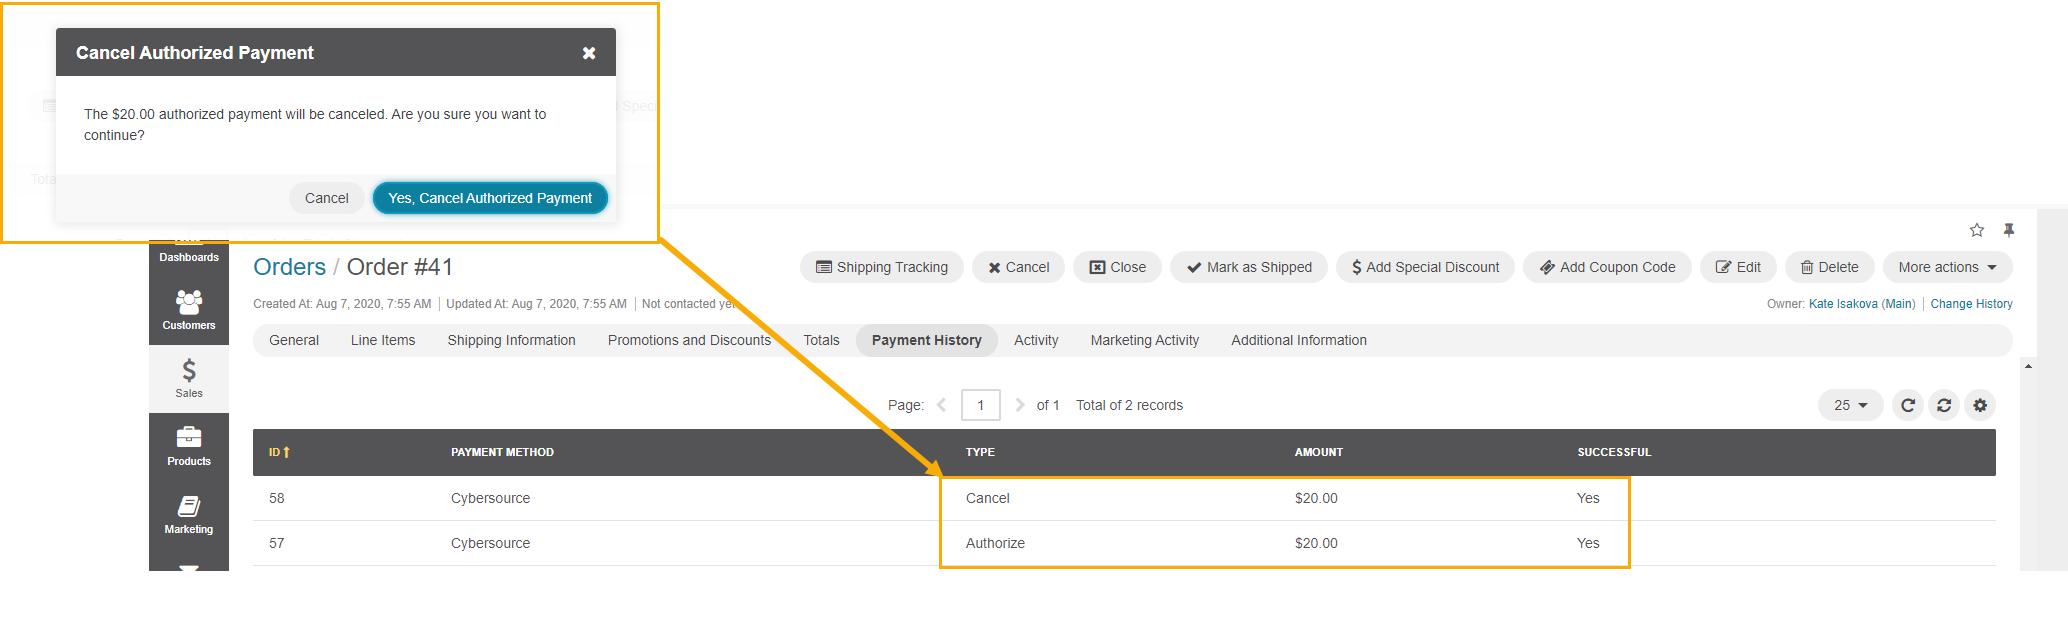 Cancel Authorized Payment
The $20.00 authorized payment will be canceled. Are you sure you want to
continue?
Cancel Yes, Cancel Authorized Payment
Speci
Tota
Dashboards
Customers
Sales
Products
Marketing
Orders / Order #41
Shipping Tracking Cancel Close Mark as Shipped Add Special Discount Add Coupon Code Edit Delete More actions
Created At: Aug 7, 2020, 7:55 AM Updated At: Aug 7, 2020, 7:55 AM Not contacted yet
Owner: Kate Isakova (Main) Change History
General Line Items Shipping Information Promotions and Discounts Totals Payment History Activity Marketing Activity Additional Information
Page: 1 of 1 Total of 2 records 25
ID PAYMENT METHOD TYPE AMOUNT SUCCESSFUL
58 Cybersource Cancel $20.00 Yes
57 Cybersource Authorize $20.00 Yes